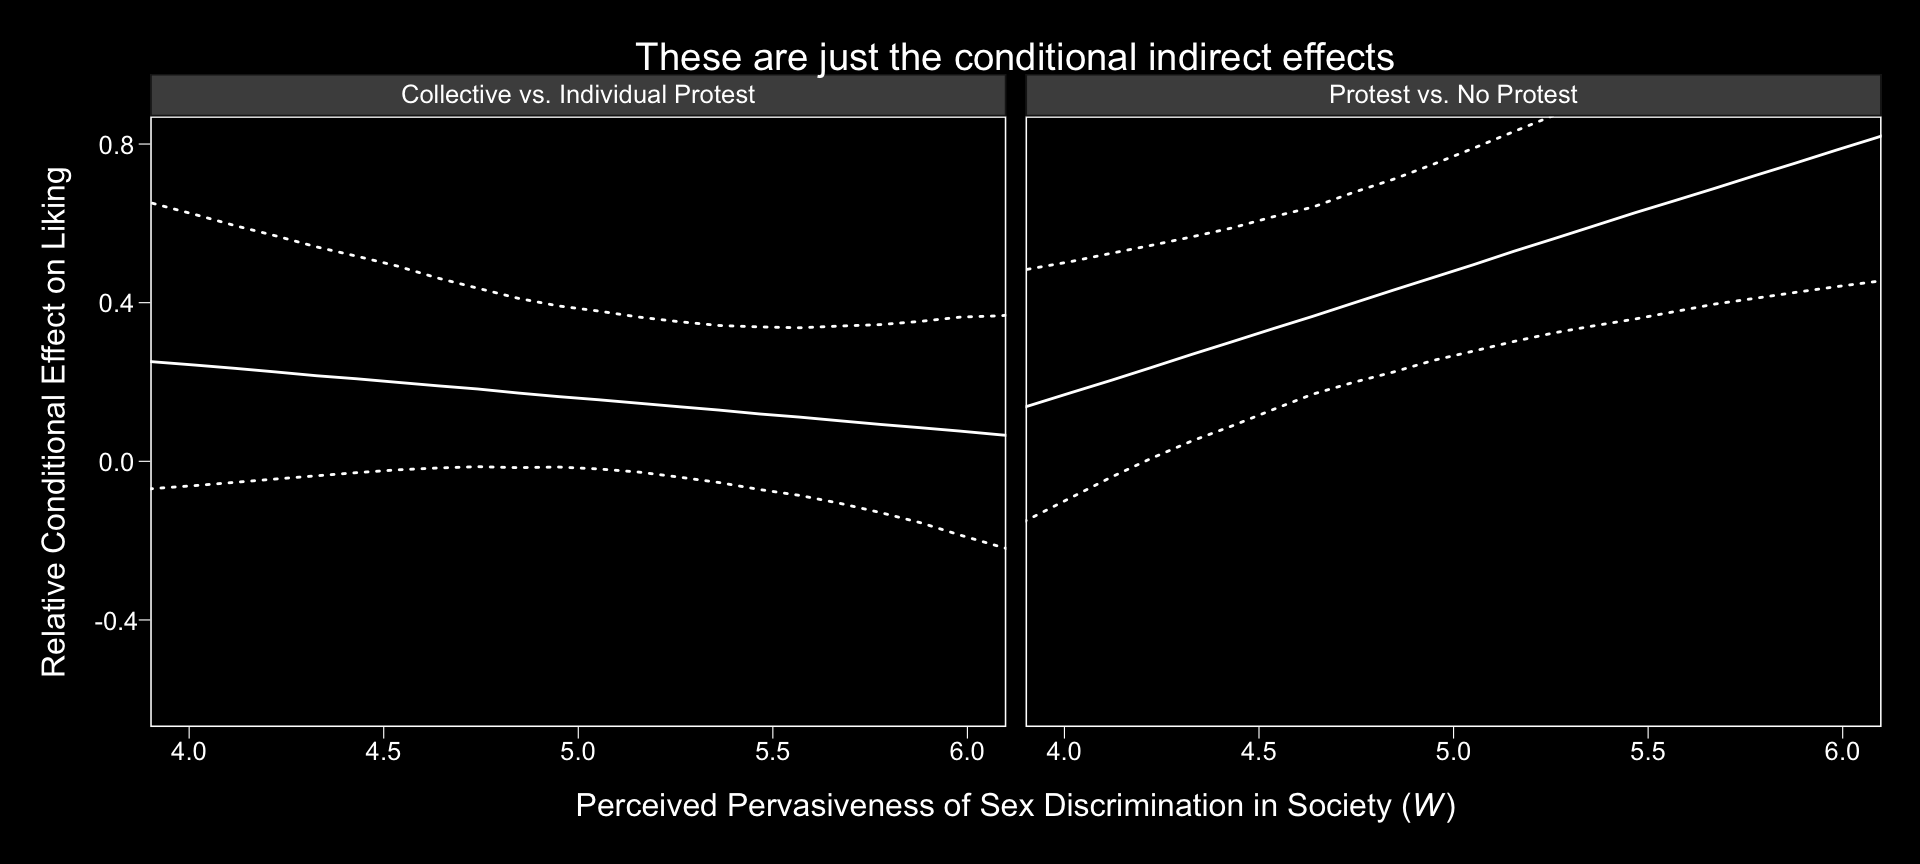 These are just the conditional indirect effects
Collective vs. Individual Protest
Protest vs. No Protest
Relative Conditional Effect on Liking
0.8
0.4
0.0
-0.4
4.0 4.5 5.0 5.5 6.0
4.0 4.5 5.0 5.5 6.0
Perceived Pervasiveness of Sex Discrimination in Society (W)